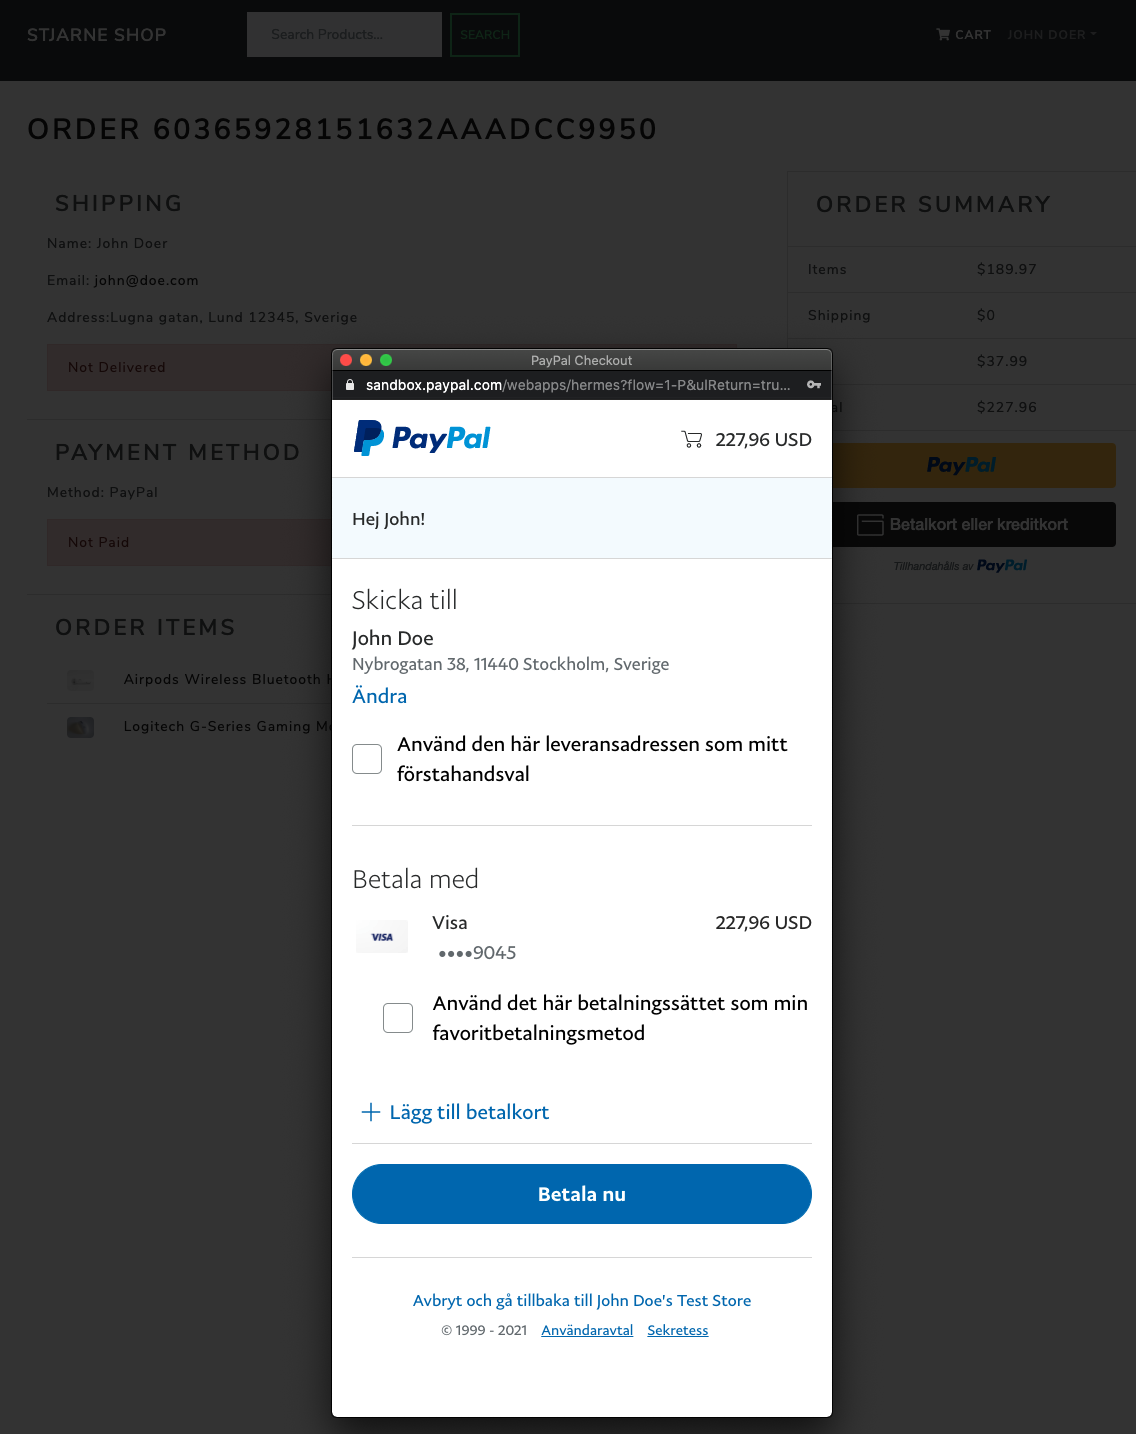 STJARNE SHOP
Search Products...
SEARCH
CART
JOHN DOER
ORDER 60365928151632AAADCC9950
SHIPPING
Name: John Doer
Email: john@doe.com
Address:Lugna gatan, Lund 12345, Sverige
Not Delivered
PAYMENT METHOD
Method: PayPal
Not Paid
ORDER ITEMS
Airpods Wireless Bluetooth
Logitech G-Series Gaming
ORDER SUMMARY
Items $189.97
Shipping $0
$37.99
$227.96
PayPal
Betalkort eller kreditkort
Tillhandahålls av PayPal
PayPal Checkout
sandbox.paypal.com/webapps/hermes?flow=1-P&ulReturn=tru...
PayPal
227,96 USD
Hej John!
Skicka till
John Doe
Nybrogatan 38, 11440 Stockholm, Sverige
Ändra
Använd den här leveransadressen som mitt
förstahandsval
Betala med
VISA
Visa 227,96 USD
••••9045
Använd det här betalningssättet som min
favoritbetalningsmetod
+ Lägg till betalkort
Betala nu
Avbryt och gå tillbaka till John Doe's Test Store
© 1999 - 2021 Användaravtal Sekretess